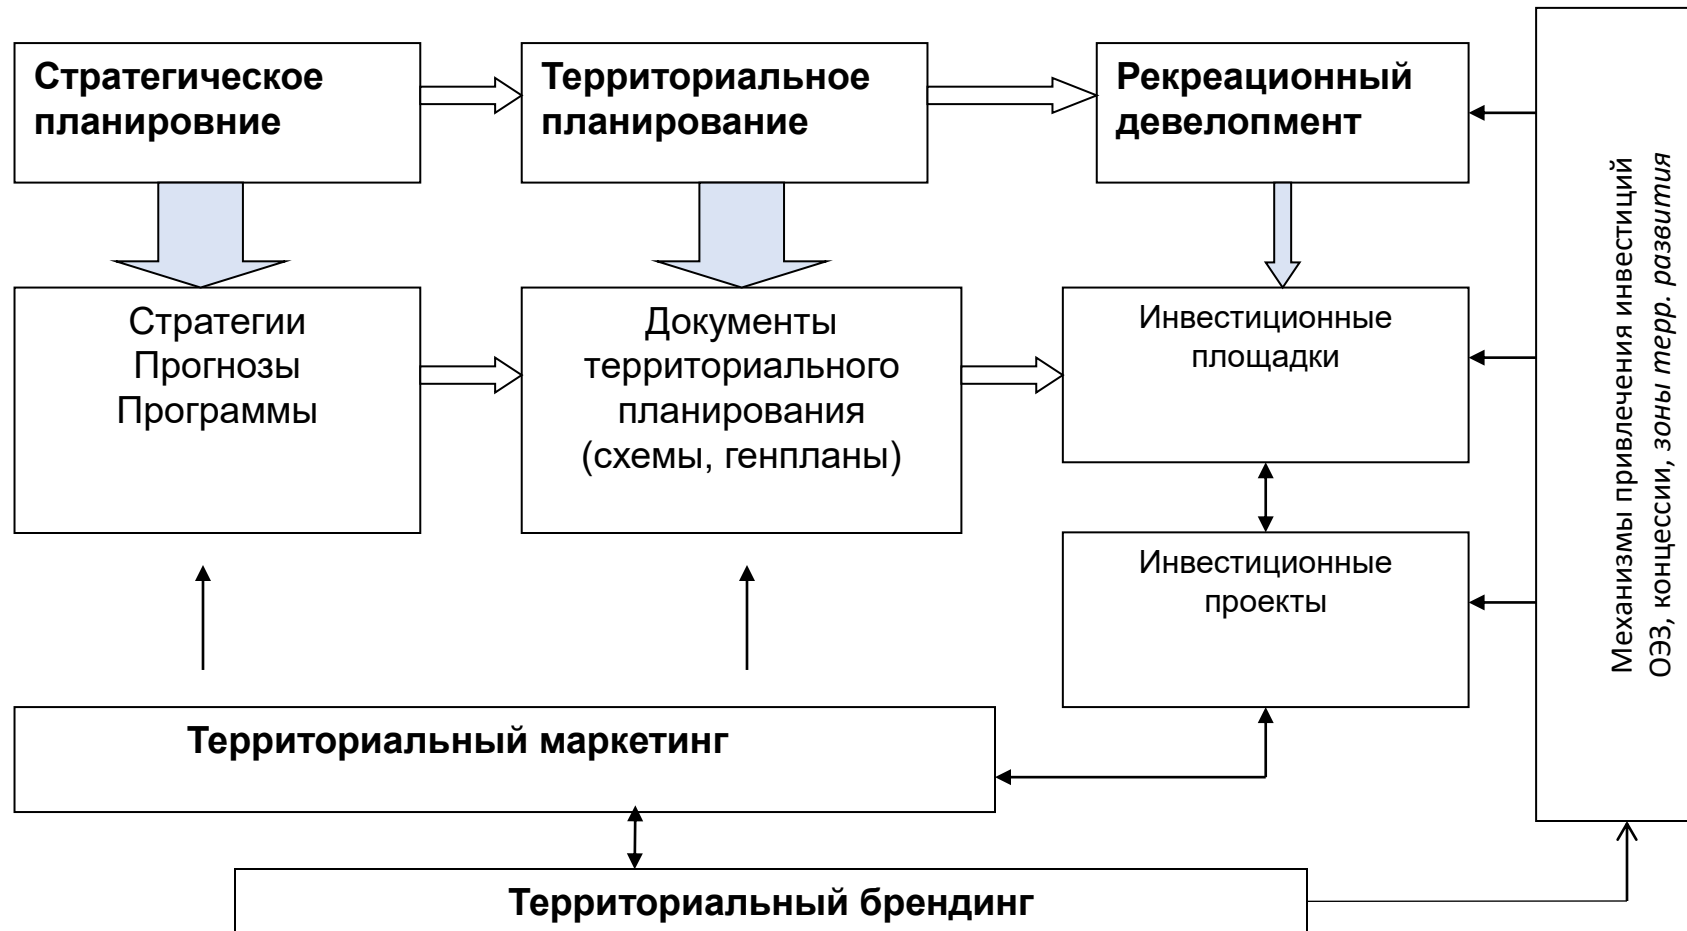 Стратегическое
планировние
Территориальное
планирование
Рекреационный
девелопмент
Стратегии
Прогнозы
Программы
Документы
территориального
планирования
(схемы, генпланы)
Инвестиционные
площадки
Инвестиционные
проекты
Механизмы привлечения инвестиций
ОЭЗ, концессии, зоны терр. развития
Территориальный маркетинг
Территориальный брендинг